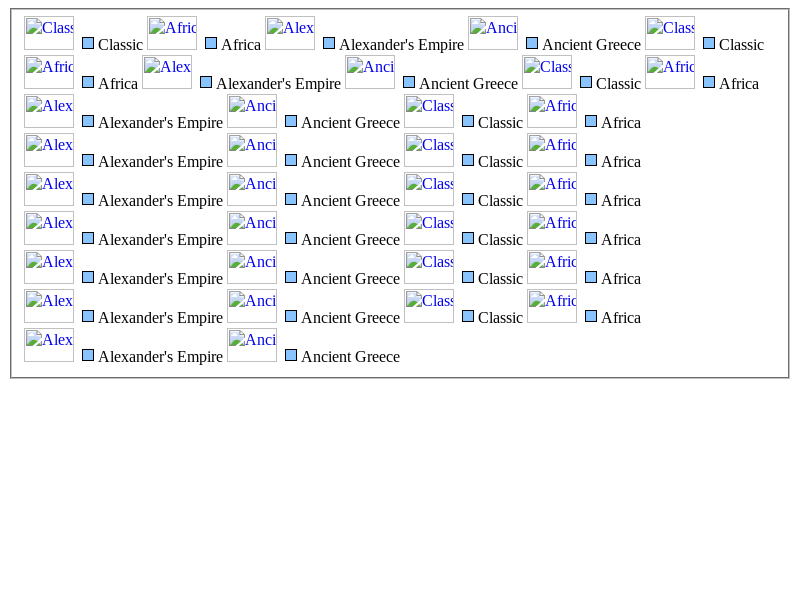 Class Classic Afric Africa Alex Alexander's Empire Anci Ancient Greece Class Classic
Afric Africa Alex Alexander's Empire Anci Ancient Greece Class Classic Afric Africa
Alex Alexander's Empire Anci Ancient Greece Class Classic Afric Africa
Alex Alexander's Empire Anci Ancient Greece Class Classic Afric Africa
Alex Alexander's Empire Anci Ancient Greece Class Classic Afric Africa
Alex Alexander's Empire Anci Ancient Greece Class Classic Afric Africa
Alex Alexander's Empire Anci Ancient Greece Class Classic Afric Africa
Alex Alexander's Empire Anci Ancient Greece Class Classic Afric Africa
Alex Alexander's Empire Anci Ancient Greece